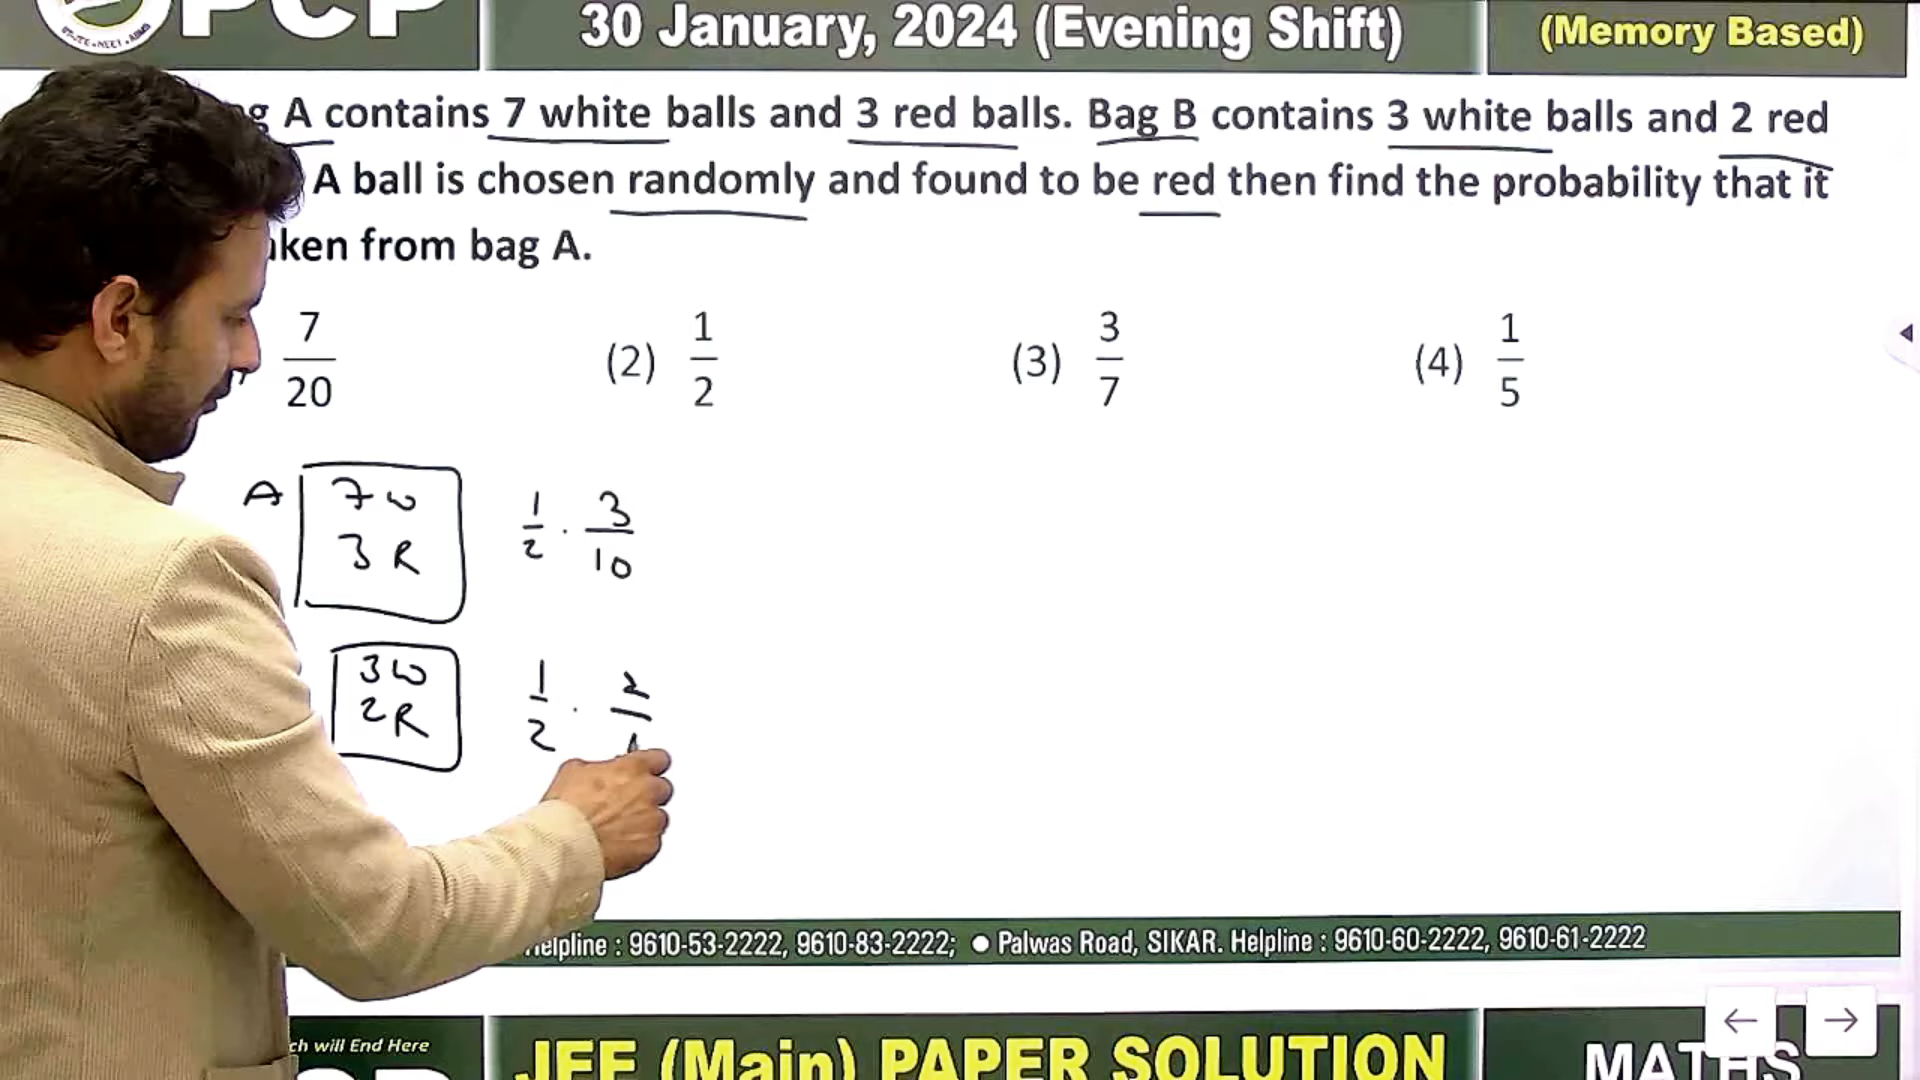 PCP
30 January, 2024 (Evening Shift)
(Memory Based)
A contains 7 white balls and 3 red balls. Bag B contains 3 white balls and 2 red
A ball is chosen randomly and found to be red then find the probability that it
from bag A.
7/20 (2) 1/2 (3) 3/7 (4) 1/5
A 7W 1/2 · 3/10
3R
3W 1/2 · 2/
2R
Helpline : 9610-53-2222, 9610-83-2222; ● Palwas Road, SIKAR. Helpline : 9610-60-2222, 9610-61-2222
will End Here
JEE (Main) PAPER SOLUTION
MATHS